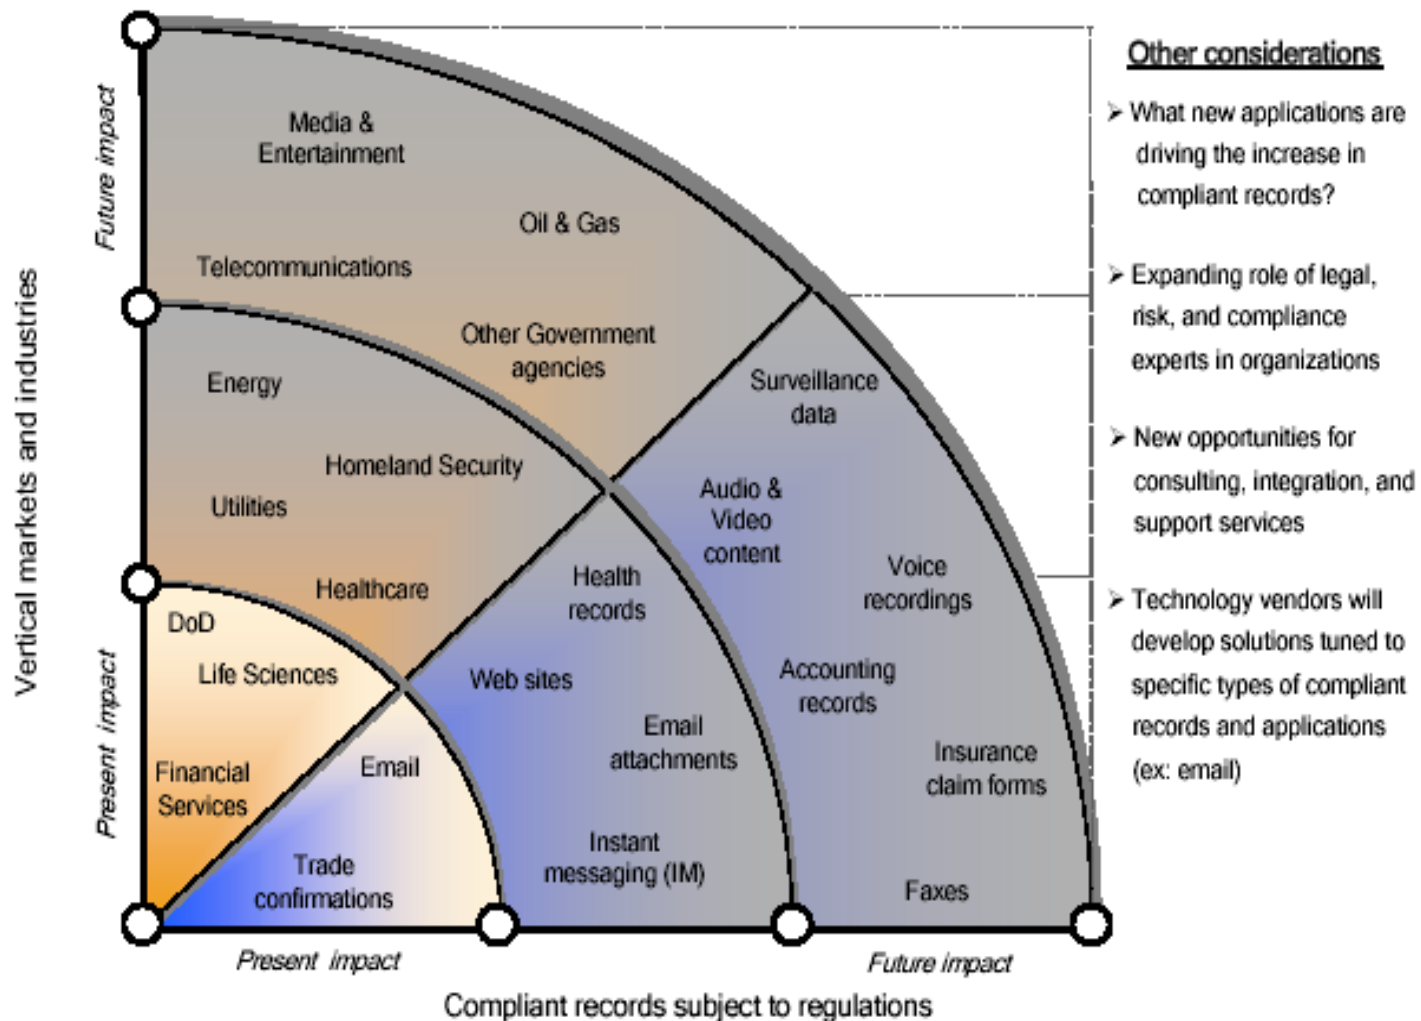 Other considerations
➤ What new applications are
driving the increase in
compliant records?
➤ Expanding role of legal,
risk, and compliance
experts in organizations
➤ New opportunities for
consulting, integration, and
support services
➤ Technology vendors will
develop solutions tuned to
specific types of compliant
records and applications
(ex: email)
Vertical markets and industries
Future impact
Present impact
Media &
Entertainment
Oil & Gas
Telecommunications
Other Government
agencies
Energy
Homeland Security
Utilities
Healthcare
DoD
Life Sciences
Financial
Services
Surveillance
data
Audio &
Video
content
Voice
recordings
Accounting
records
Insurance
claim forms
Faxes
Health
records
Web sites
Email
attachments
Instant
messaging (IM)
Email
Trade
confirmations
Present impact
Future impact
Compliant records subject to regulations